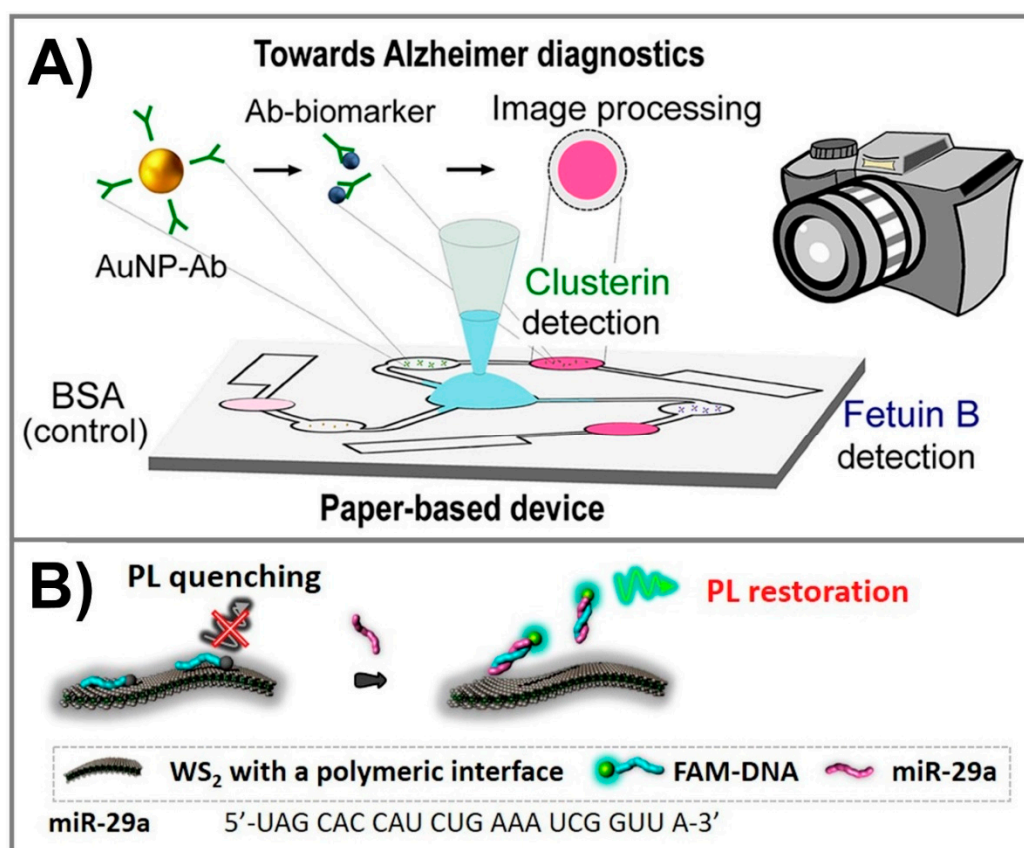 A)
Towards Alzheimer diagnostics
Ab-biomarker
Image processing
AuNP-Ab
Clusterin
detection
BSA
(control)
Fetuin B
detection
Paper-based device
B)
PL quenching
PL restoration
WS₂ with a polymeric interface
FAM-DNA
miR-29a
miR-29a 5’-UAG CAC CAU CUG AAA UCG GUU A-3’